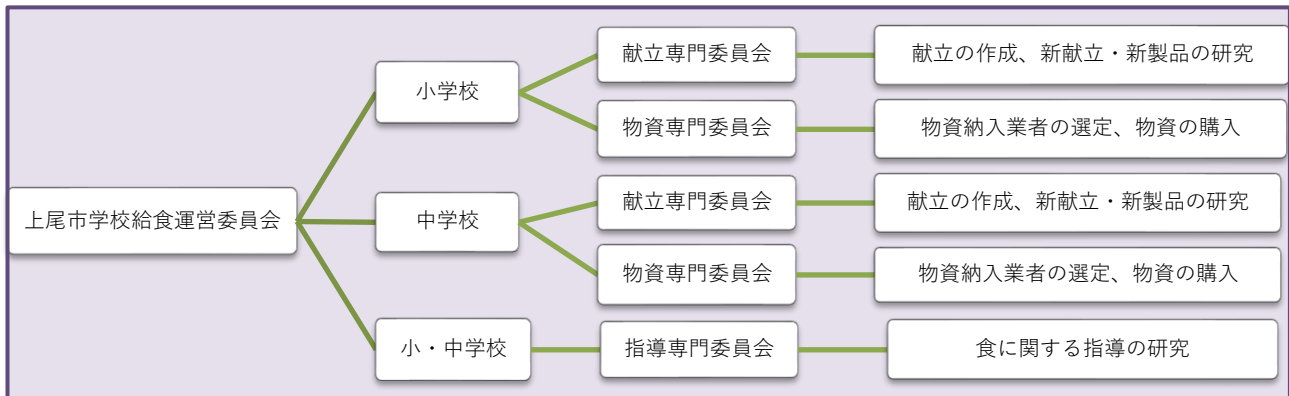 上尾市学校給食運営委員会
小学校
献立専門委員会
献立の作成、新献立・新製品の研究
物資専門委員会
物資納入業者の選定、物資の購入
中学校
献立専門委員会
献立の作成、新献立・新製品の研究
物資専門委員会
物資納入業者の選定、物資の購入
小・中学校
指導専門委員会
食に関する指導の研究